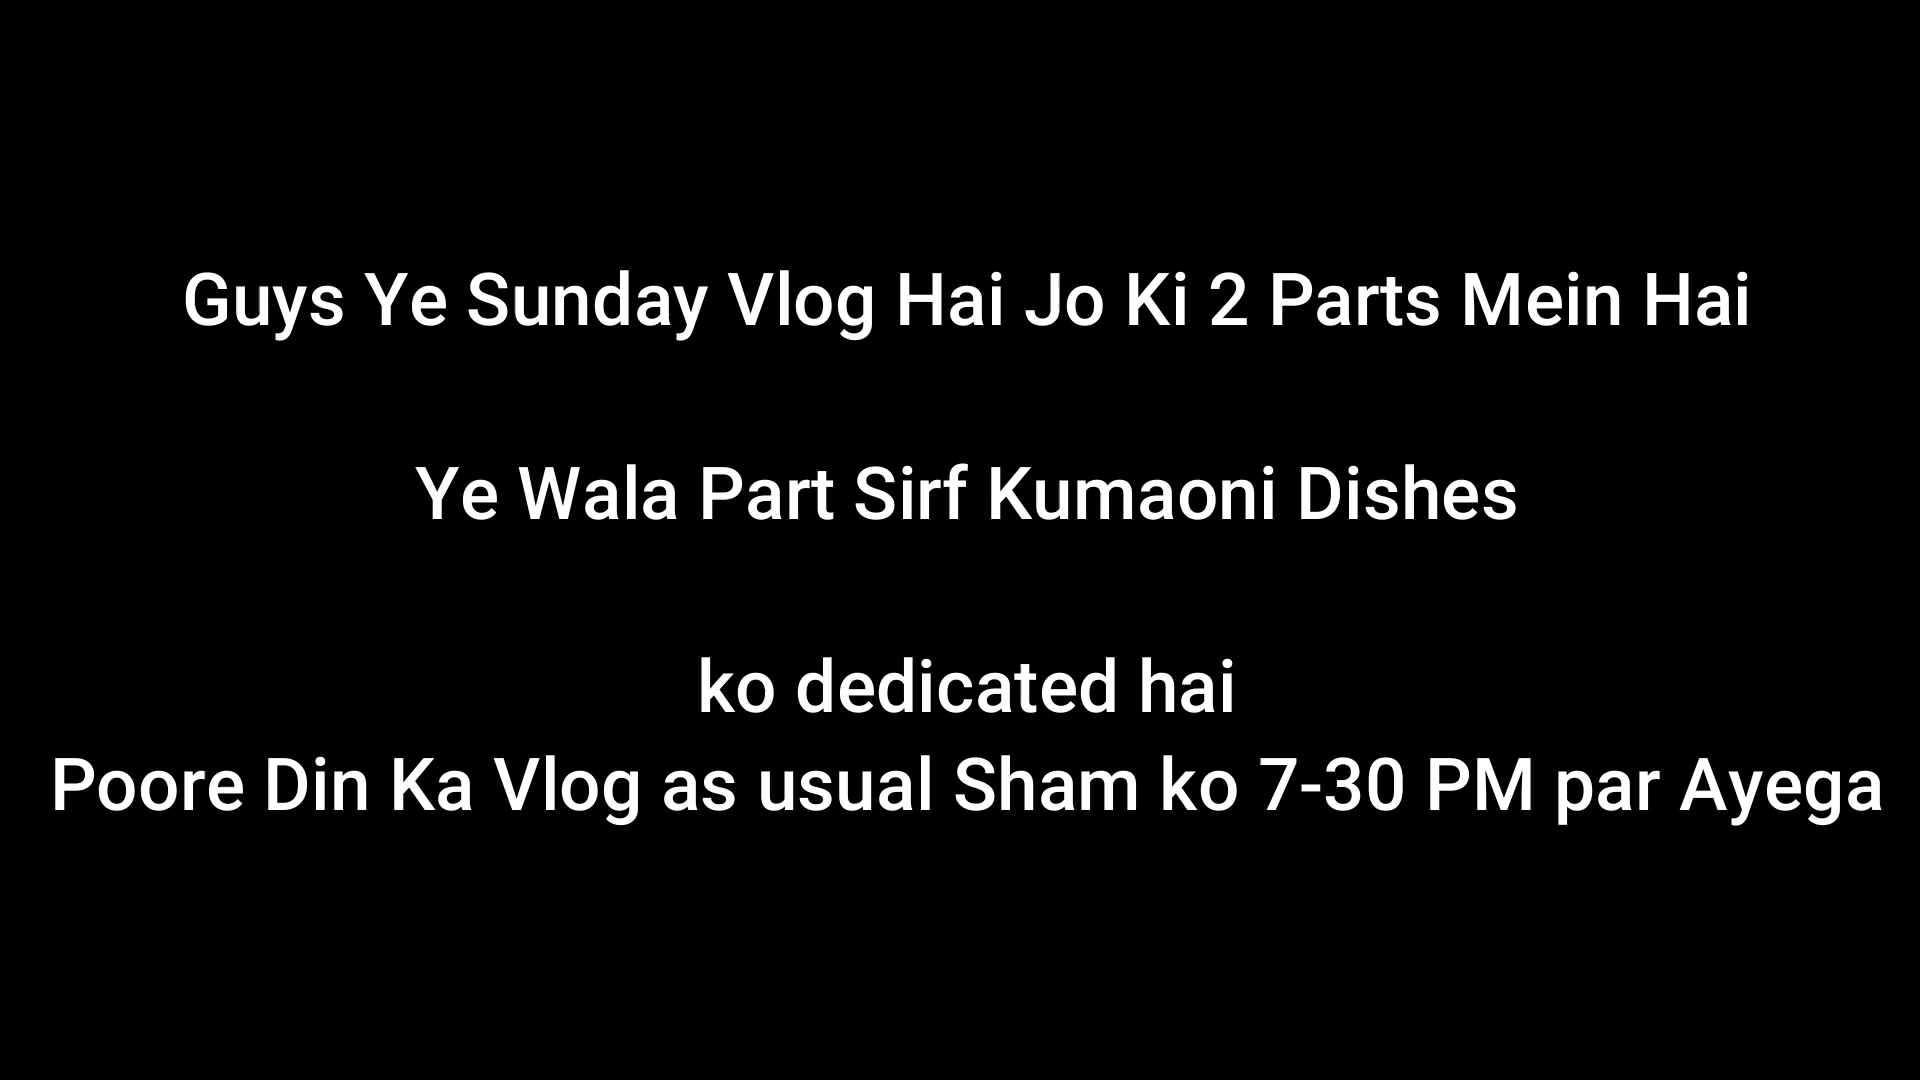 Guys Ye Sunday Vlog Hai Jo Ki 2 Parts Mein Hai
Ye Wala Part Sirf Kumaoni Dishes
ko dedicated hai
Poore Din Ka Vlog as usual Sham ko 7-30 PM par Ayega